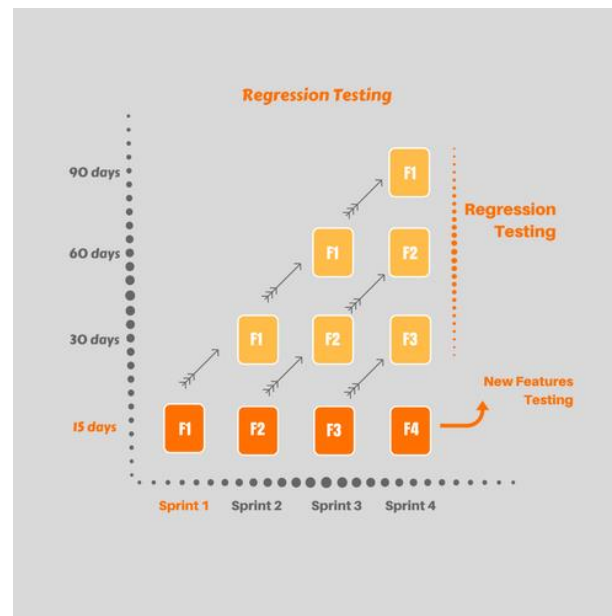 Regression Testing
90 days
F1
Regression
Testing
60 days
F1
F2
30 days
F1
F2
F3
New Features
Testing
15 days
F1
F2
F3
F4
Sprint 1
Sprint 2
Sprint 3
Sprint 4